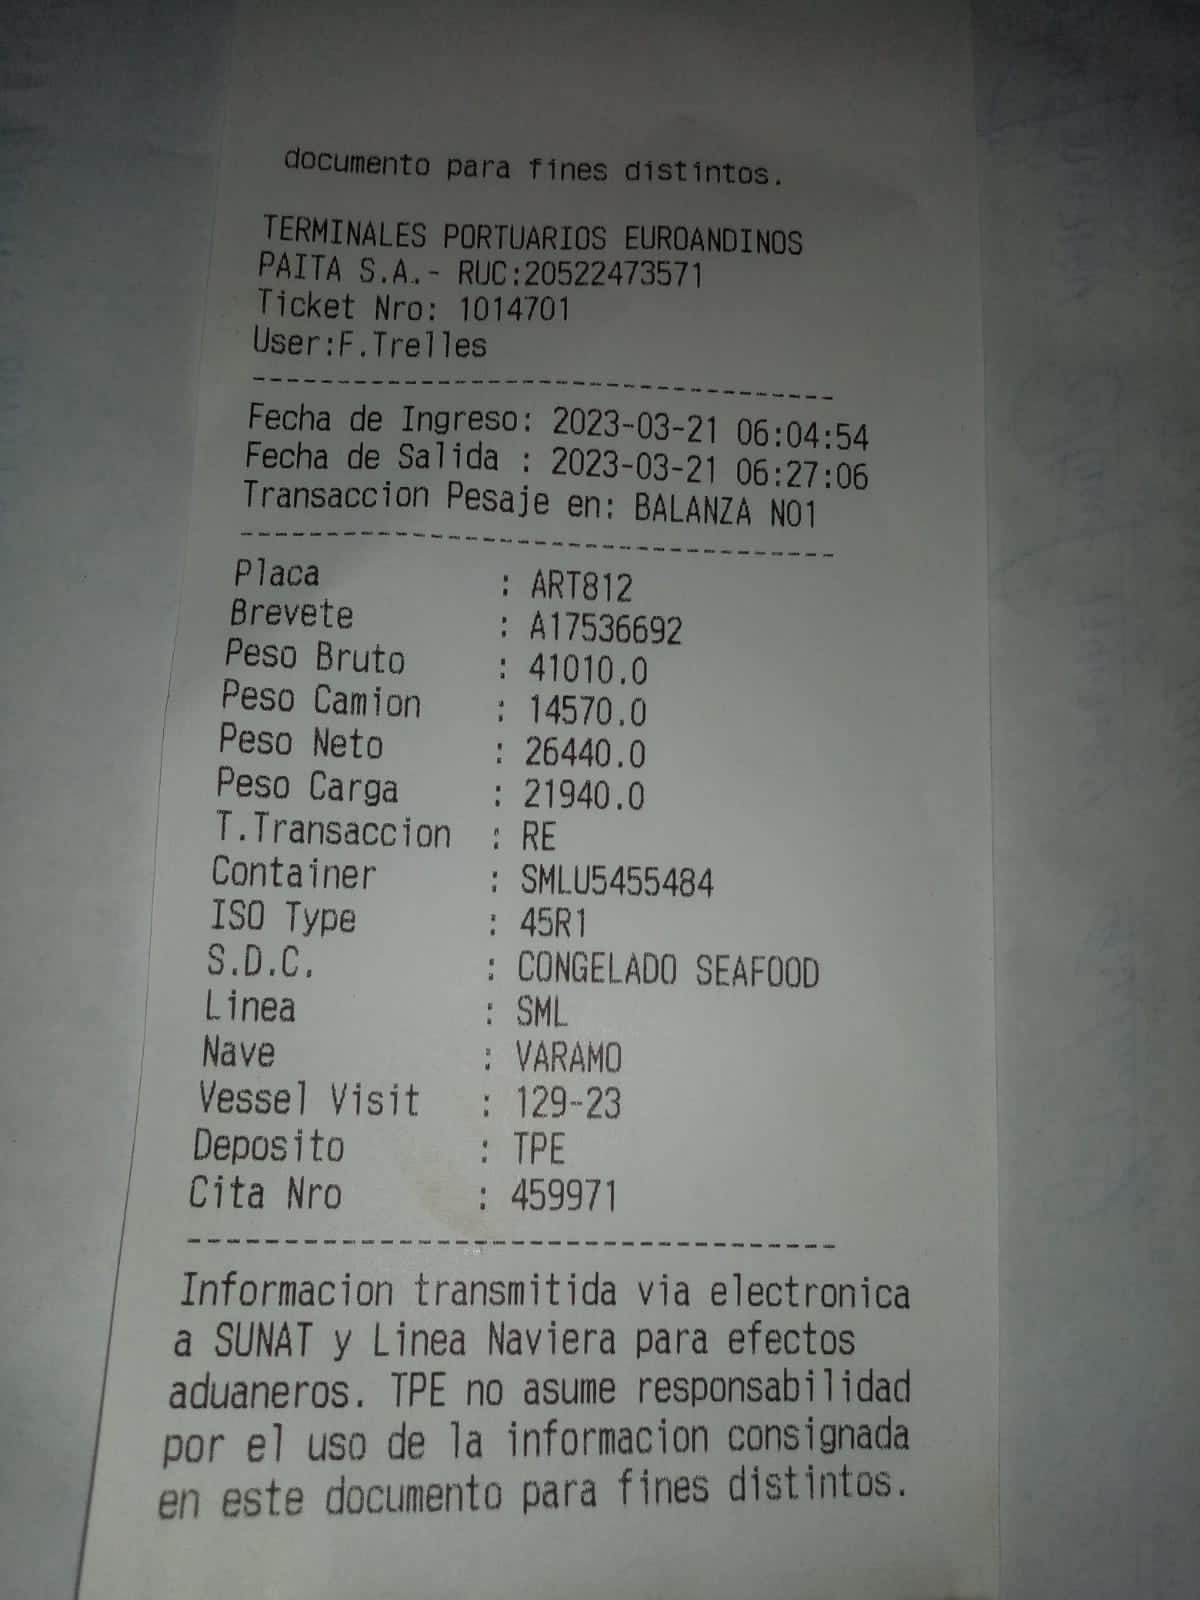 documento para fines distintos.
TERMINALES PORTUARIOS EUROANDINOS
PAITA S.A.- RUC:20522473571
Ticket Nro: 1014701
User:F.Trelles
----------------------------------
Fecha de Ingreso: 2023-03-21 06:04:54
Fecha de Salida : 2023-03-21 06:27:06
Transaccion Pesaje en: BALANZA NO1
----------------------------------
Placa : ART812
Brevete : A17536692
Peso Bruto : 41010.0
Peso Camion : 14570.0
Peso Neto : 26440.0
Peso Carga : 21940.0
T.Transaccion : RE
Container : SMLU5455484
ISO Type : 45R1
S.D.C. : CONGELADO SEAFOOD
Linea : SML
Nave : VARAMO
Vessel Visit : 129-23
Deposito : TPE
Cita Nro : 459971
----------------------------------
Informacion transmitida via electronica
a SUNAT y Linea Naviera para efectos
aduaneros. TPE no asume responsabilidad
por el uso de la informacion consignada
en este documento para fines distintos.